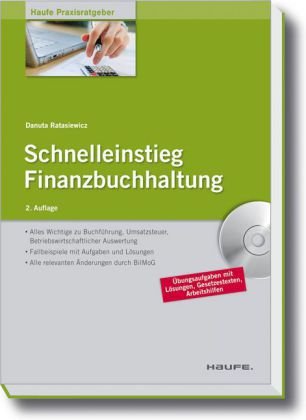 Haufe Praxisratgeber
Danuta Ratasiewicz
Schnelleinstieg
Finanzbuchhaltung
2. Auflage
• Alles Wichtige zu Buchführung, Umsatzsteuer,
Betriebswirtschaftlicher Auswertung
• Fallbeispiele mit Aufgaben und Lösungen
• Alle relevanten Änderungen durch BilMoG
Übungsaufgaben mit
Lösungen, Gesetzestexten,
Arbeitshilfen
HAUFE.